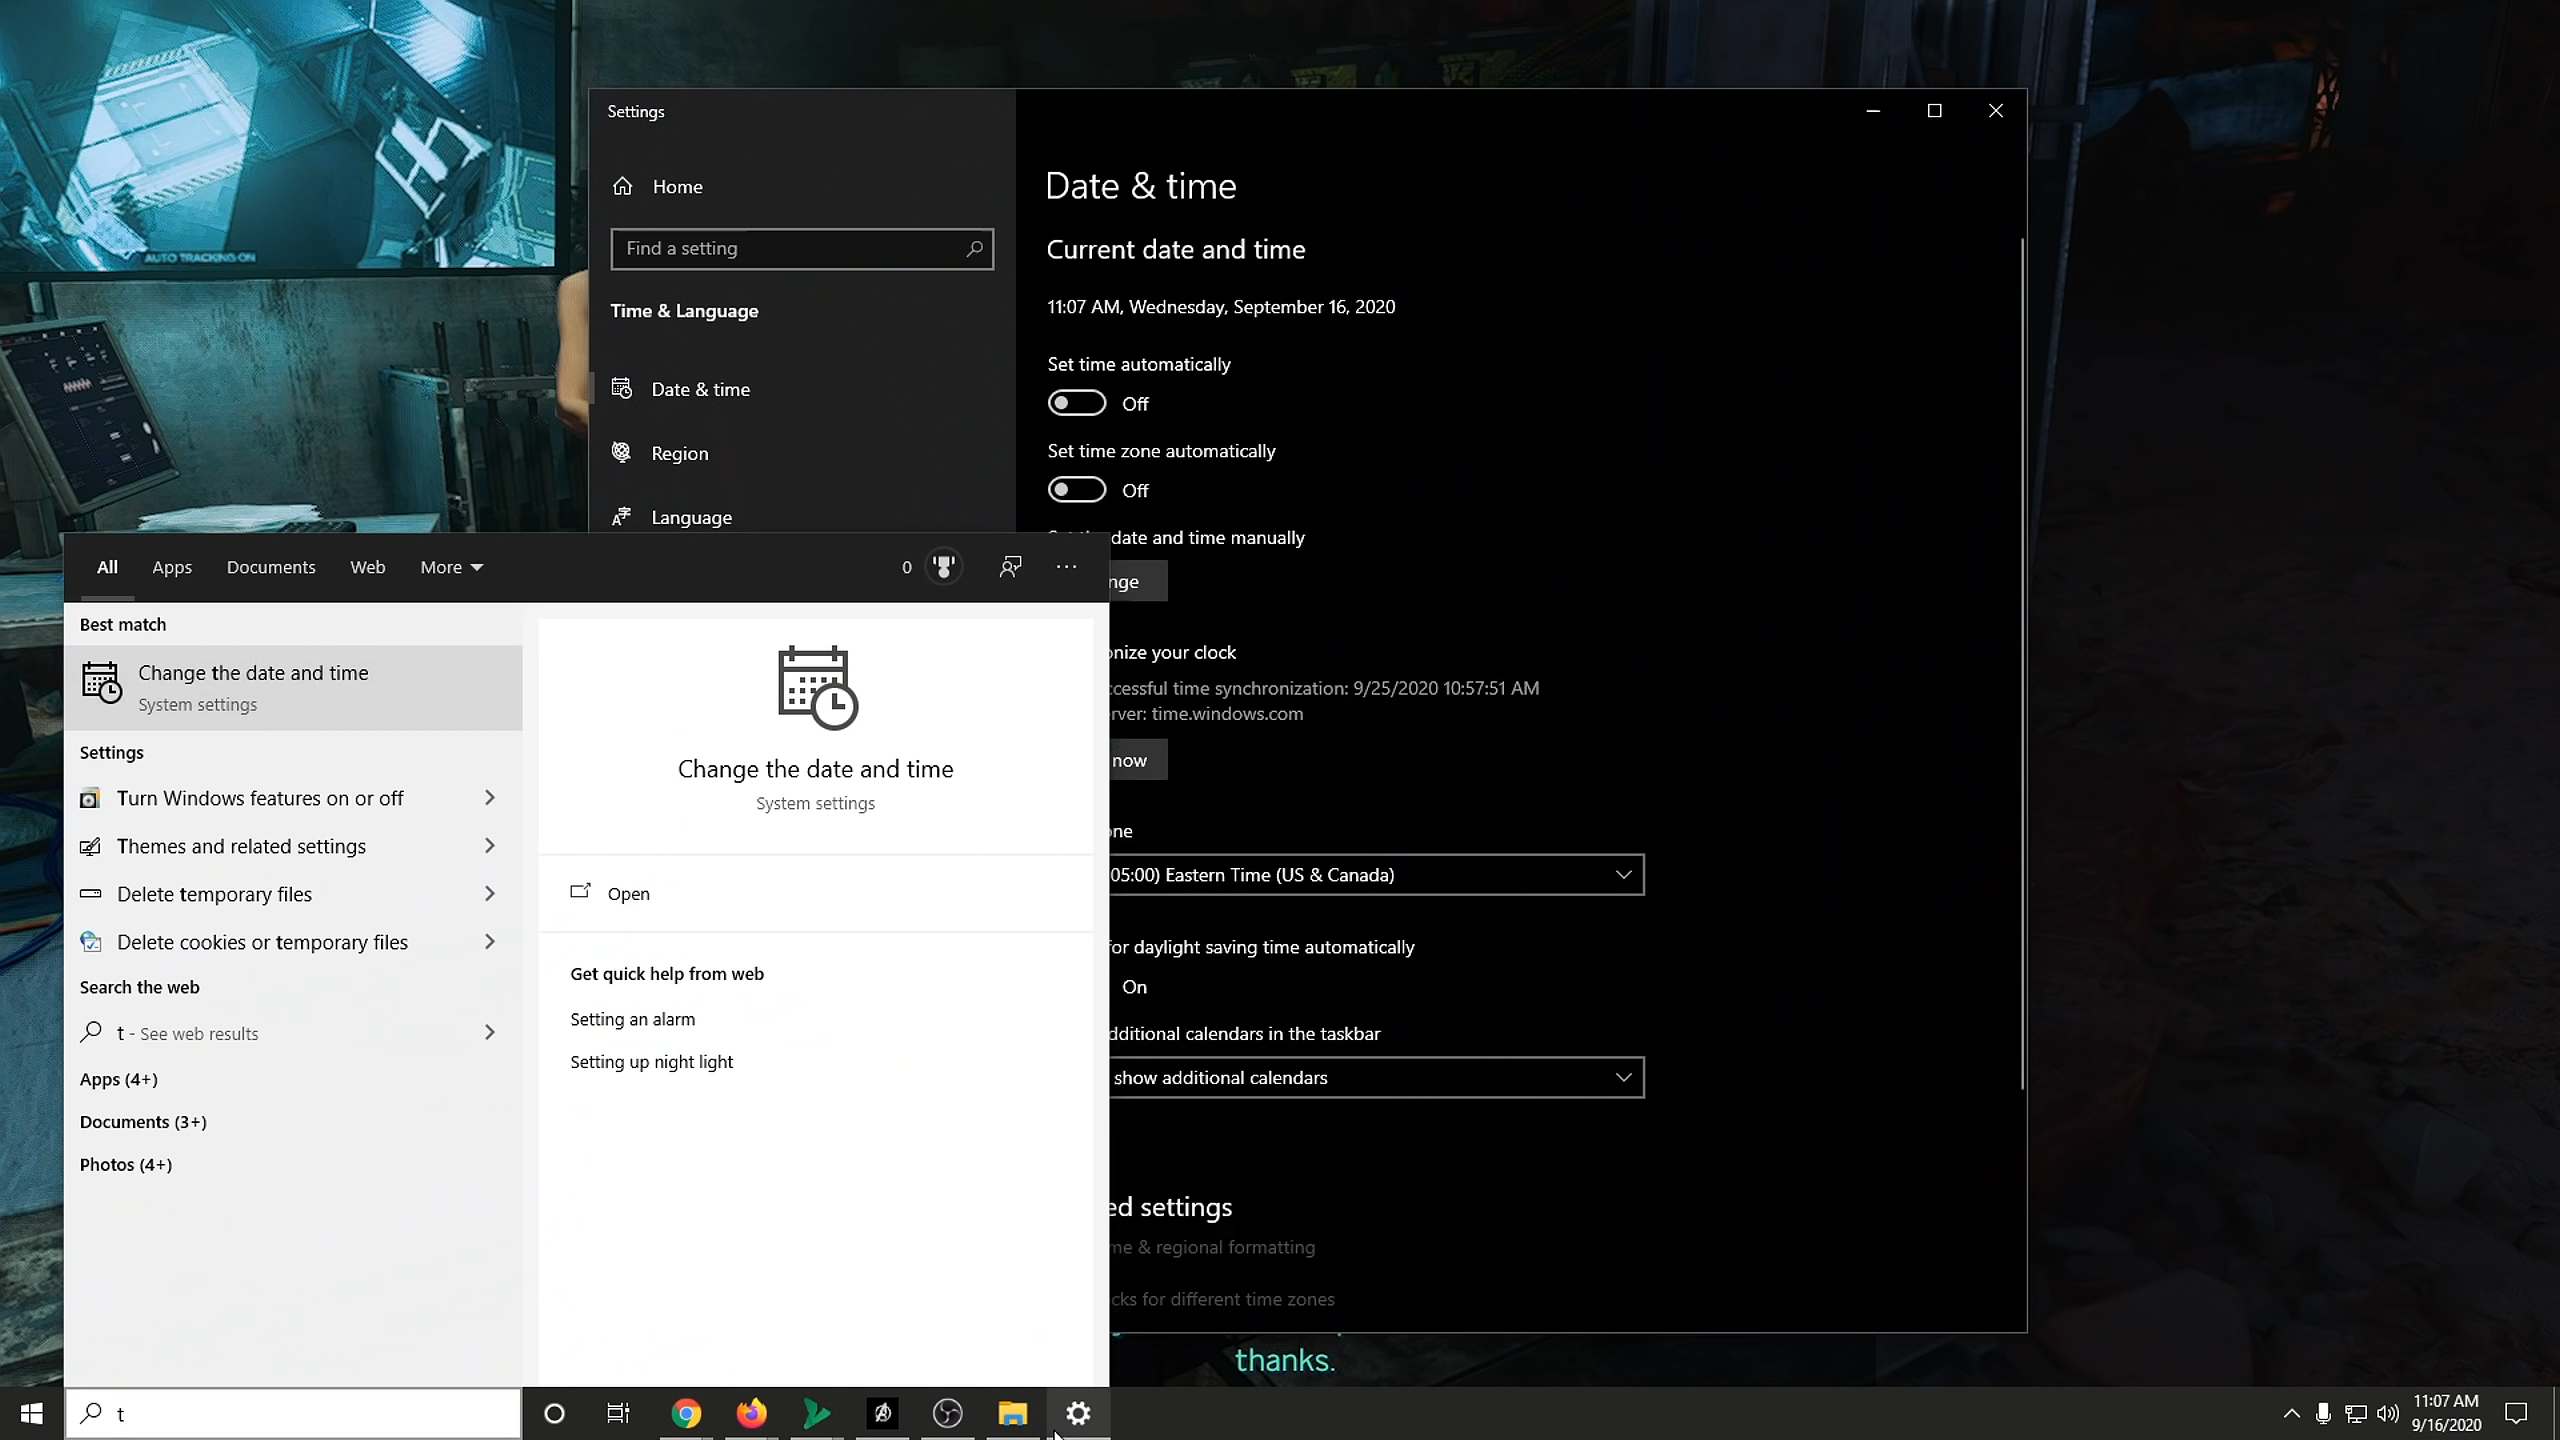 AUTO TRACKING ON
Settings
Home
Find a setting
Time & Language
Date & time
Region
Language
Date & time
Current date and time
11:07 AM, Wednesday, September 16, 2020
Set time automatically
Off
Set time zone automatically
Off
date and time manually
nge
onize your clock
ccessful time synchronization: 9/25/2020 10:57:51 AM
rver: time.windows.com
now
one
05:00) Eastern Time (US & Canada)
for daylight saving time automatically
On
dditional calendars in the taskbar
show additional calendars
ed settings
me & regional formatting
cks for different time zones
thanks.
All Apps Documents Web More 0 ...
Best match
Change the date and time
System settings
Settings
Turn Windows features on or off
Themes and related settings
Delete temporary files
Delete cookies or temporary files
Search the web
t - See web results
Apps (4+)
Documents (3+)
Photos (4+)
Change the date and time
System settings
Open
Get quick help from web
Setting an alarm
Setting up night light
t
11:07 AM
9/16/2020